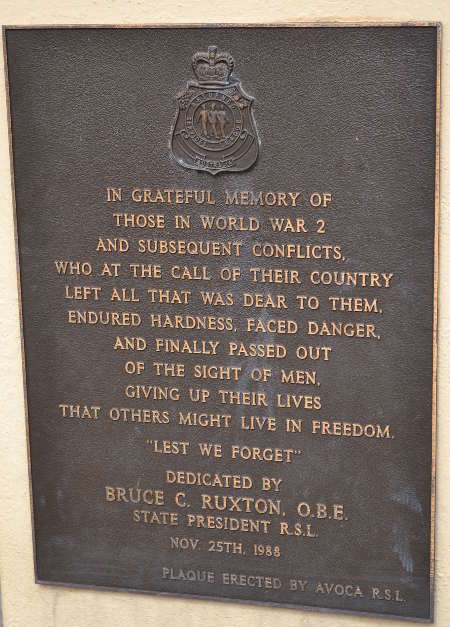 IN GRATEFUL MEMORY OF
THOSE IN WORLD WAR 2
AND SUBSEQUENT CONFLICTS,
WHO AT THE CALL OF THEIR COUNTRY
LEFT ALL THAT WAS DEAR TO THEM,
ENDURED HARDNESS, FACED DANGER,
AND FINALLY PASSED OUT
OF THE SIGHT OF MEN,
GIVING UP THEIR LIVES
THAT OTHERS MIGHT LIVE IN FREEDOM.
"LEST WE FORGET"
DEDICATED BY
BRUCE C. RUXTON, O.B.E.
STATE PRESIDENT R.S.L.
NOV. 25TH, 1988
PLAQUE ERECTED BY AVOCA R.S.L.